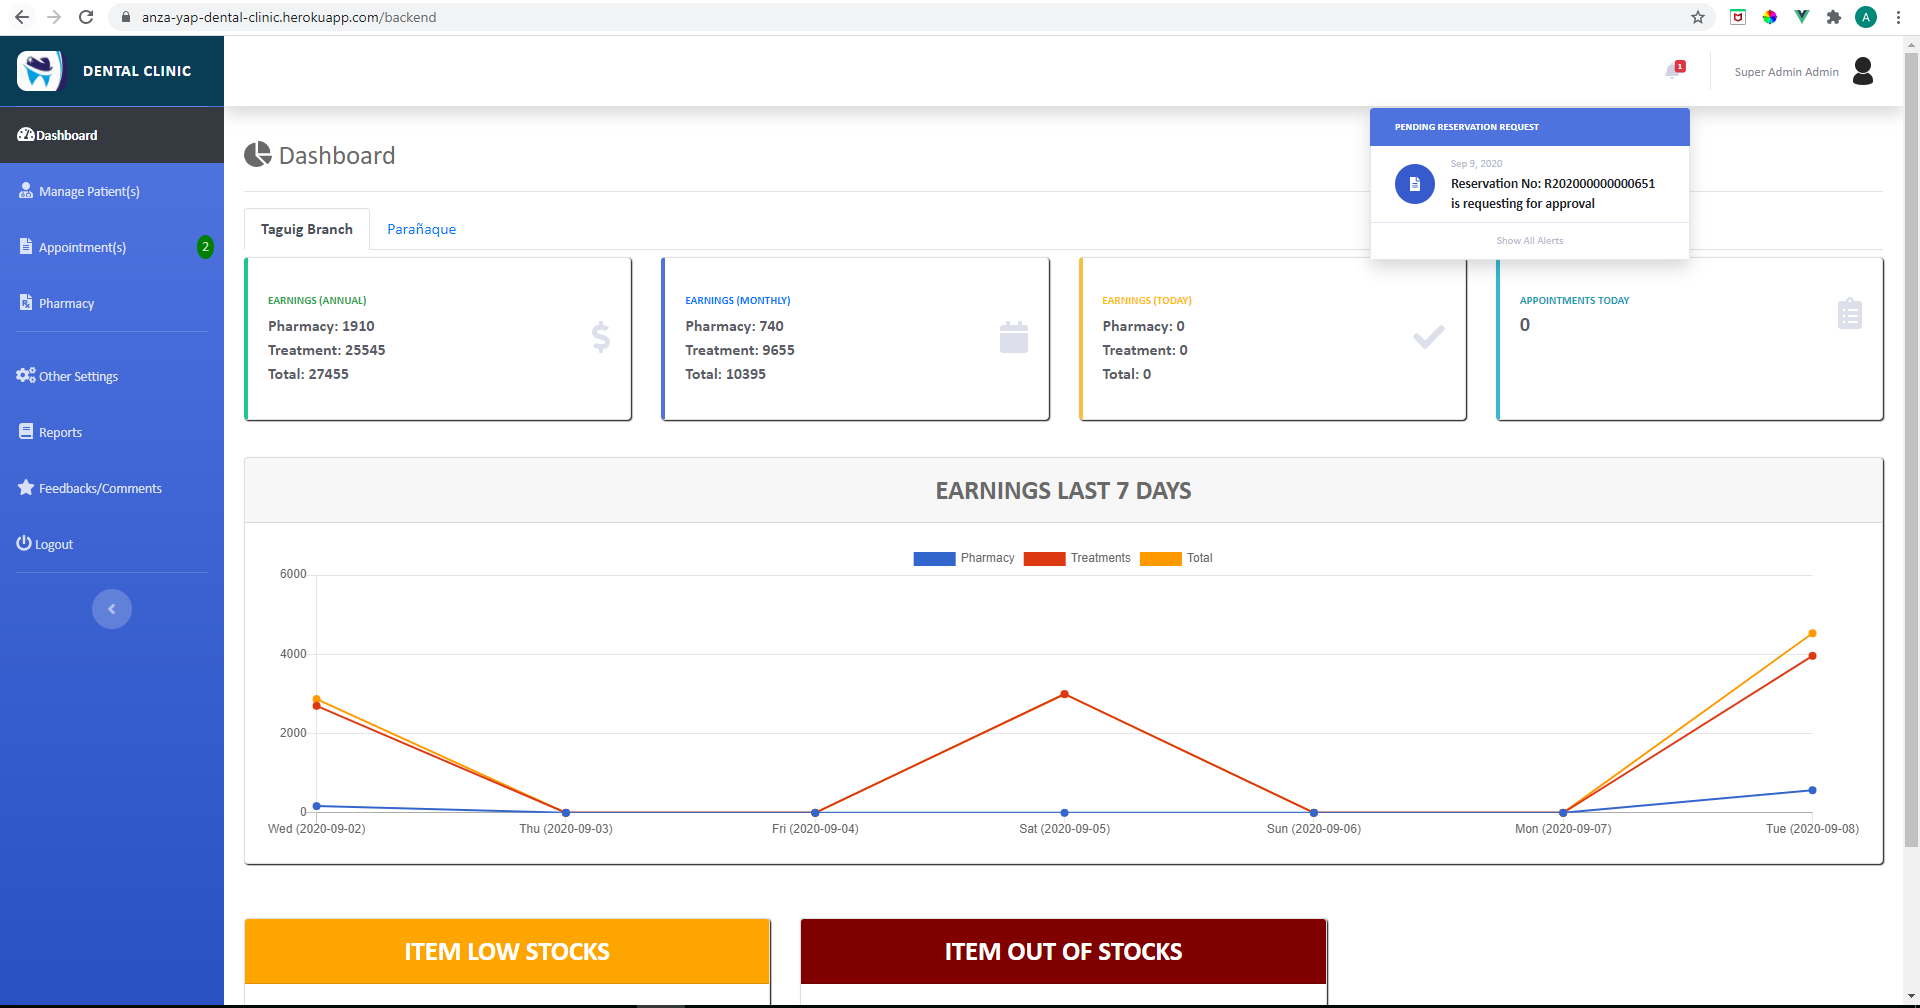 anza-yap-dental-clinic.herokuapp.com/backend
A
DENTAL CLINIC
1
Super Admin Admin
Dashboard
Manage Patient(s)
Appointment(s)
2
Pharmacy
Other Settings
Reports
Feedbacks/Comments
Logout
PENDING RESERVATION REQUEST
Sep 9, 2020
Reservation No: R202000000000651
is requesting for approval
Show All Alerts
Dashboard
Taguig Branch
Parañaque
EARNINGS (ANNUAL)
Pharmacy: 1910
Treatment: 25545
Total: 27455
EARNINGS (MONTHLY)
Pharmacy: 740
Treatment: 9655
Total: 10395
EARNINGS (TODAY)
Pharmacy: 0
Treatment: 0
Total: 0
APPOINTMENTS TODAY
0
EARNINGS LAST 7 DAYS
Pharmacy Treatments Total
6000
4000
2000
0
Wed (2020-09-02) Thu (2020-09-03) Fri (2020-09-04) Sat (2020-09-05) Sun (2020-09-06) Mon (2020-09-07) Tue (2020-09-08)
ITEM LOW STOCKS
ITEM OUT OF STOCKS